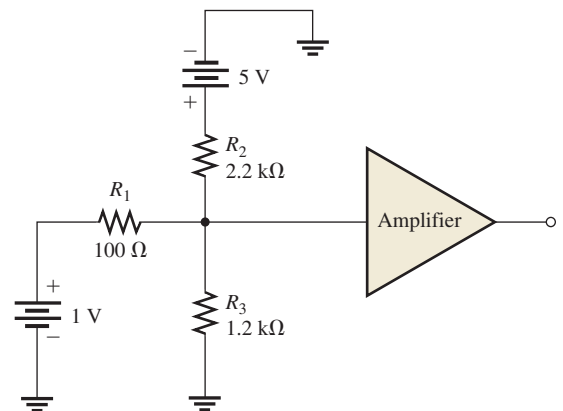 −
5 V
+
R2
2.2 kΩ
R1
100 Ω
Amplifier
+
1 V
−
R3
1.2 kΩ